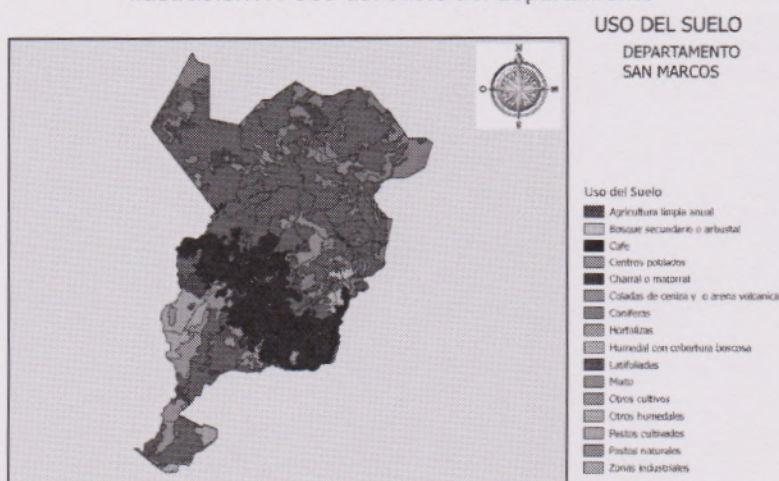 USO DEL SUELO
DEPARTAMENTO
SAN MARCOS
N
O
Uso del Suelo
Agricultura limpia anual
Bosque secundario o arbustal
Cafe
Centros poblados
Charral o matorral
Coladas de ceniza y o arena volcanica
Coniferas
Hortalizas
Humedal con cobertura boscosa
Latifoliadas
Mixto
Otros cultivos
Otros humedales
Pastos cultivados
Pastos naturales
Zonas industriales